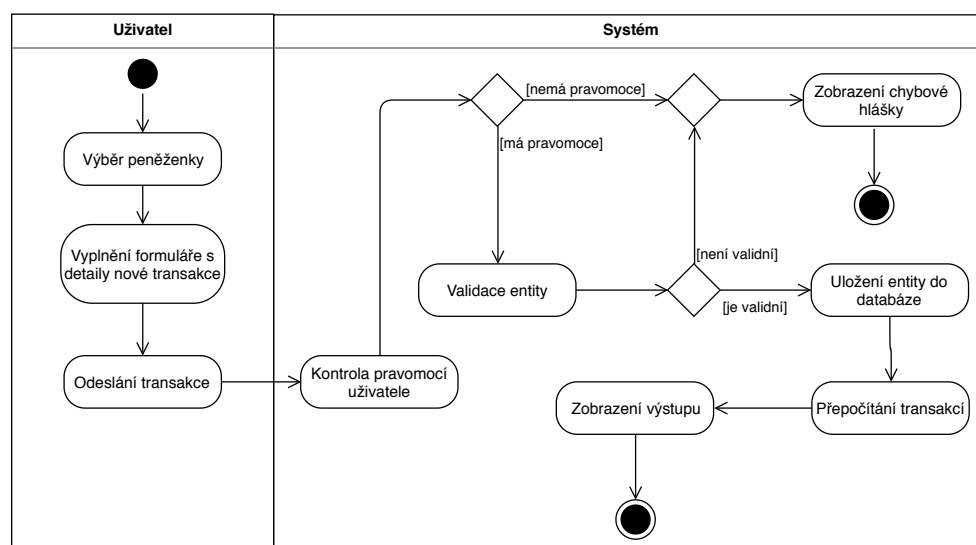 Uživatel
Systém
Výběr peněženky
Vyplnění formuláře s
detaily nové transakce
Odeslání transakce
Kontrola pravomocí
uživatele
[nemá pravomoce]
[má pravomoce]
Zobrazení chybové
hlášky
Validace entity
[není validní]
[je validní]
Uložení entity do
databáze
Přepočítání transakcí
Zobrazení výstupu